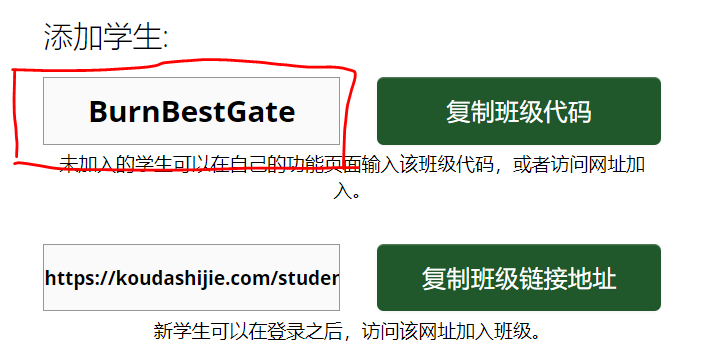 添加学生:
BurnBestGate
复制班级代码
未加入的学生可以在自己的功能页面输入该班级代码，或者访问网址加
入。
https://koudashijie.com/studer
复制班级链接地址
新学生可以在登录之后，访问该网址加入班级。